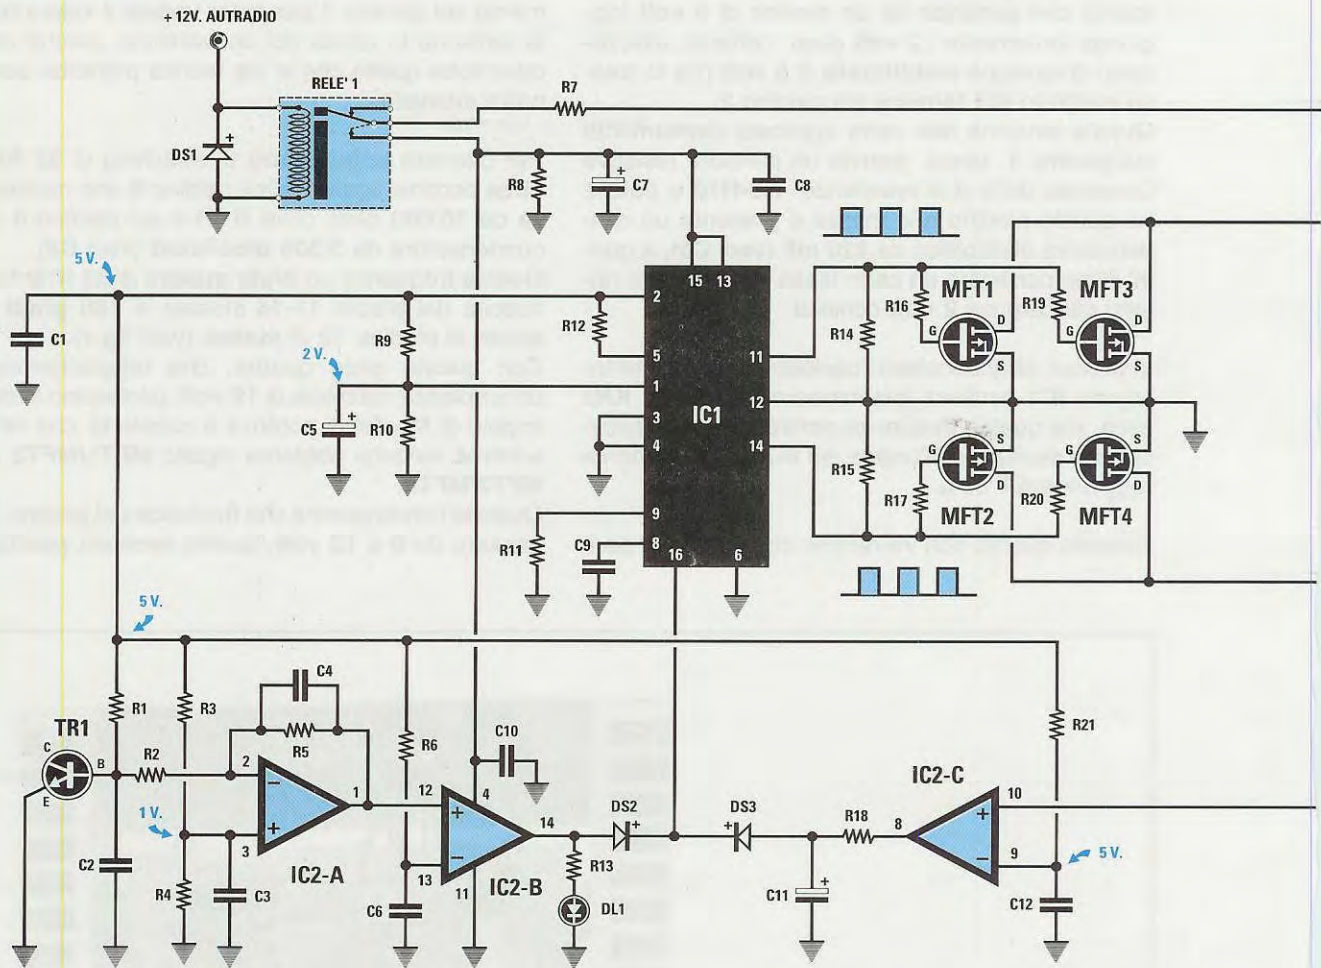 + 12V. AUTRADIO
RELE' 1
R7
DS1
+
R8
+
C7
C8
5 V.
15
13
2
R12
5
R9
2 V.
1
11
12
IC1
3
4
14
C1
C5
+
R10
9
R11
8
C9
16
6
R14
R15
R16
MFT1
G
D
S
R19
MFT3
G
D
S
G
S
D
R17
MFT2
G
S
D
R20
MFT4
5 V.
R1
R3
C4
R5
R6
C10
R21
TR1
C
B
E
R2
2
−
1
+
3
IC2-A
1 V.
C2
R4
C3
12
+
4
14
−
13
11
IC2-B
C6
R13
DL1
DS2
+
DS3
+
R18
8
IC2-C
10
+
−
9
5 V.
C11
+
C12